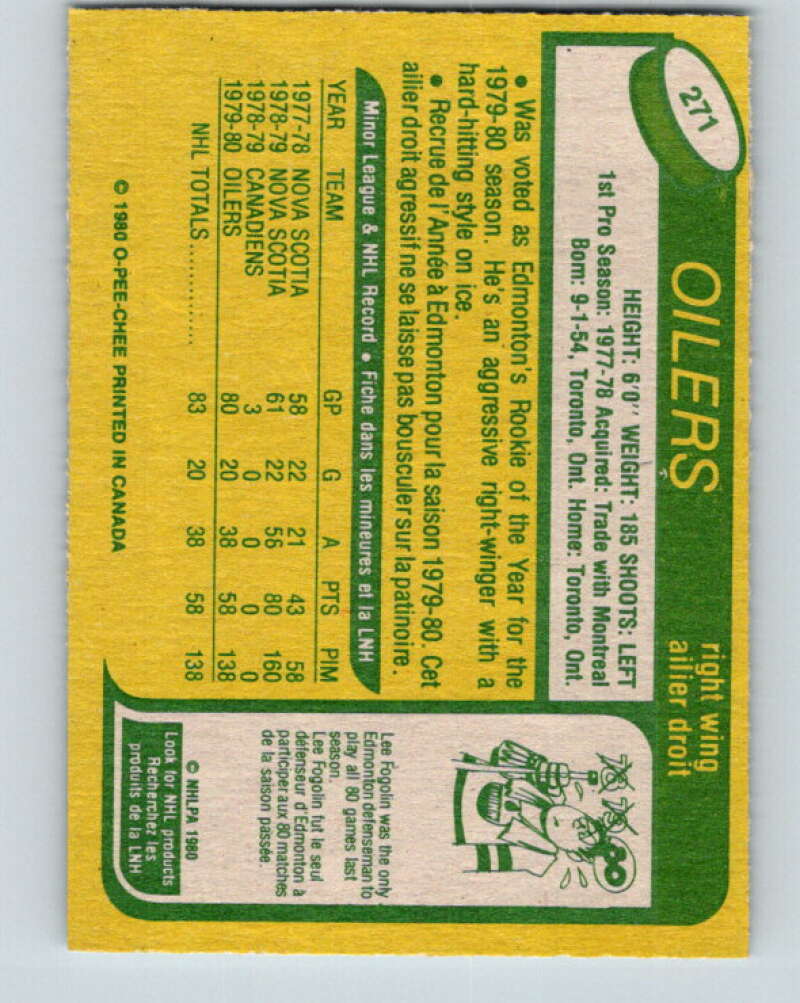 271
OILERS
right wing
ailier droit
HEIGHT: 6'0'' WEIGHT: 185 SHOOTS: LEFT
1st Pro Season: 1977-78 Acquired: Trade with Montreal
Born: 9-1-54, Toronto, Ont. Home: Toronto, Ont.
• Was voted as Edmonton's Rookie of the Year for the
1979-80 season. He's an aggressive right-winger with a
hard-hitting style on ice.
• Recrue de l'Année à Edmonton pour la saison 1979-80. Cet
ailier droit agressif ne se laisse pas bousculer sur la patinoire.
Minor League & NHL Record • Fiche dans les mineures et la LNH
YEAR TEAM GP G A PTS PIM
1977-78 NOVA SCOTIA 58 22 21 43 58
1978-79 NOVA SCOTIA 61 22 56 80 160
1978-79 CANADIENS 3 0 0 0 0
1979-80 OILERS 80 20 38 58 138
NHL TOTALS.............. 83 20 38 58 138
© 1980 O-PEE-CHEE PRINTED IN CANADA
78 79 80
Lee Fogolin was the only
Edmonton defenseman to
play all 80 games last
season.
Lee Fogolin fut le seul
défenseur d'Edmonton à
participer aux 80 matches
de la saison passée.
© NHLPA 1980
Look for NHL products
Recherchez les
produits de la LNH